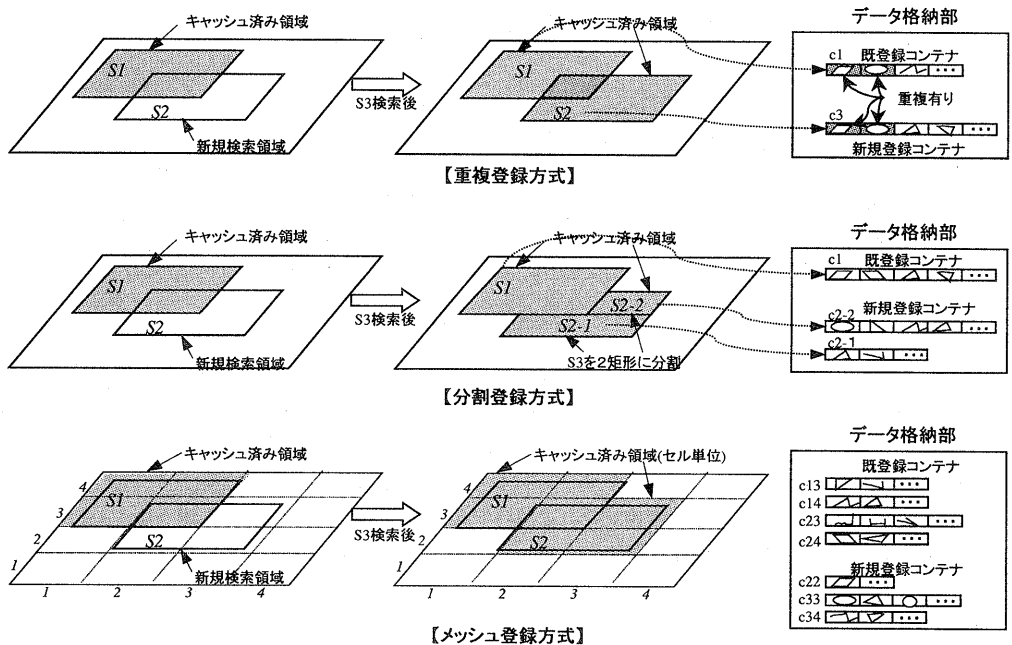 キャッシュ済み領域
S1
S2
新規検索領域
S3検索後
キャッシュ済み領域
S1
S2
データ格納部
c1
既登録コンテナ
重複有り
c3
新規登録コンテナ
【重複登録方式】
キャッシュ済み領域
S1
S2
新規検索領域
S3検索後
キャッシュ済み領域
S1
S2-2
S2-1
S3を2矩形に分割
データ格納部
c1
既登録コンテナ
新規登録コンテナ
c2-2
c2-1
【分割登録方式】
キャッシュ済み領域
4
3
2
1
S1
S2
新規検索領域
1 2 3 4
S3検索後
キャッシュ済み領域(セル単位)
4
3
2
1
S1
S2
1 2 3 4
データ格納部
既登録コンテナ
c13
c14
c23
c24
新規登録コンテナ
c22
c33
c34
【メッシュ登録方式】